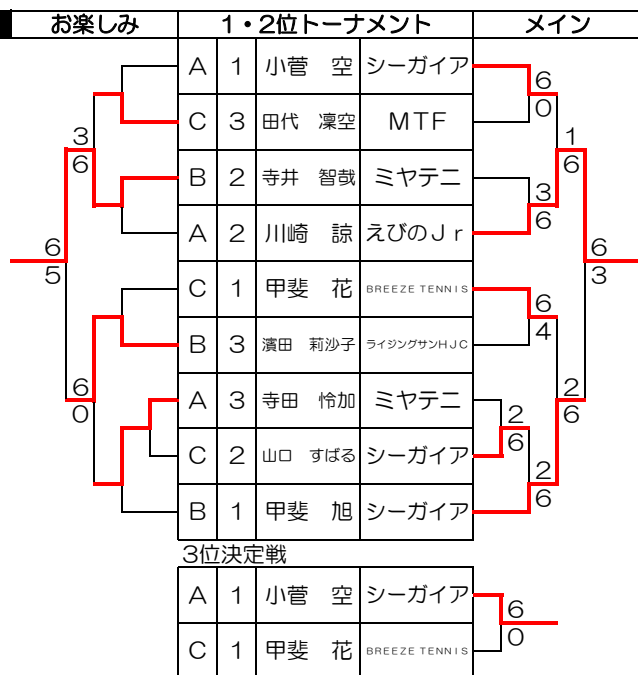 お楽しみ 1・2位トーナメント メイン
A 1 小菅 空 シーガイア 6
C 3 田代 凜空 MTF 0
3 1
6 6
B 2 寺井 智哉 ミヤテニ 3
A 2 川崎 諒 えびのJr 6
6 6
5 3
C 1 甲斐 花 BREEZE TENNIS 6
B 3 濱田 莉沙子 ライジングサンHJC 4
6 2
0 6
A 3 寺田 怜加 ミヤテニ 2
C 2 山口 すばる シーガイア 6
2
B 1 甲斐 旭 シーガイア 6
3位決定戦
A 1 小菅 空 シーガイア 6
C 1 甲斐 花 BREEZE TENNIS 0